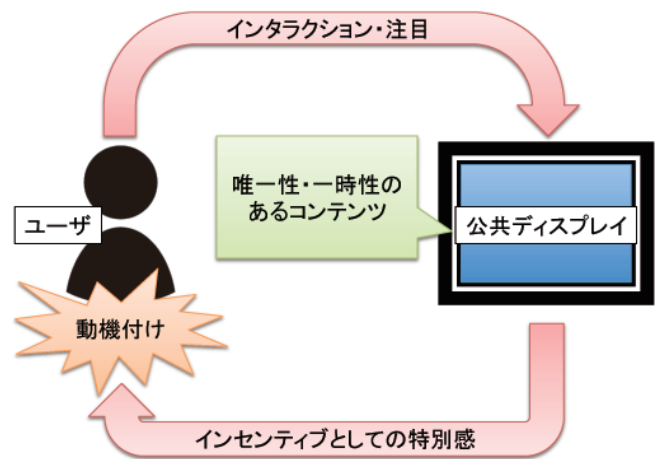 インタラクション・注目
唯一性・一時性の
あるコンテンツ
ユーザ
公共ディスプレイ
動機付け
インセンティブとしての特別感